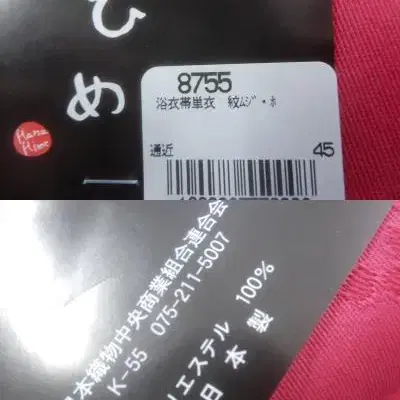 ひめ
Hana
Hime
8755
浴衣帯単衣 紋ﾑｼﾞ・ﾎ
通近 45
日本織物中央商業組合連合会
K-55 075-211-5007
リエステル 100%
日本製